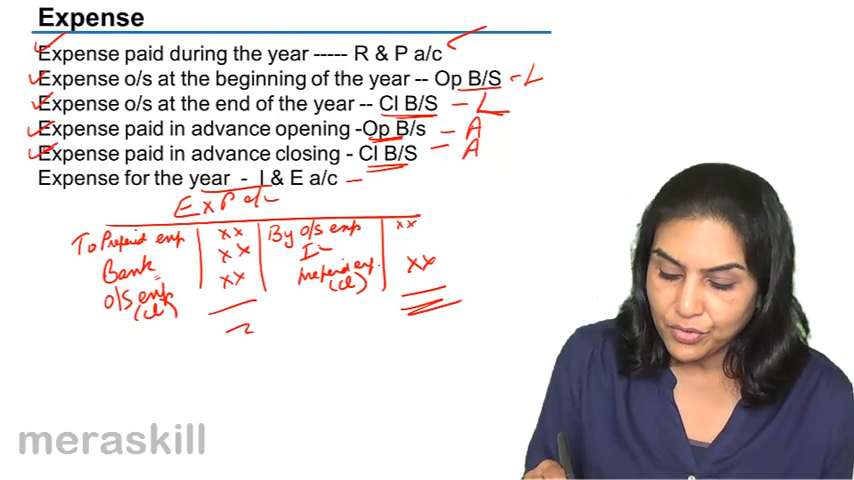 Expense
Expense paid during the year ----- R & P a/c
Expense o/s at the beginning of the year -- Op B/S - L
Expense o/s at the end of the year -- Cl B/S - L
Expense paid in advance opening -Op B/s - A
Expense paid in advance closing - Cl B/S - A
Expense for the year - I & E a/c -
Exp a/c
To Prepaid exp xx By o/s exp xx
Bank xx I
o/s exp xx Prepaid exp. xx
(cl) (cl)
meraskill